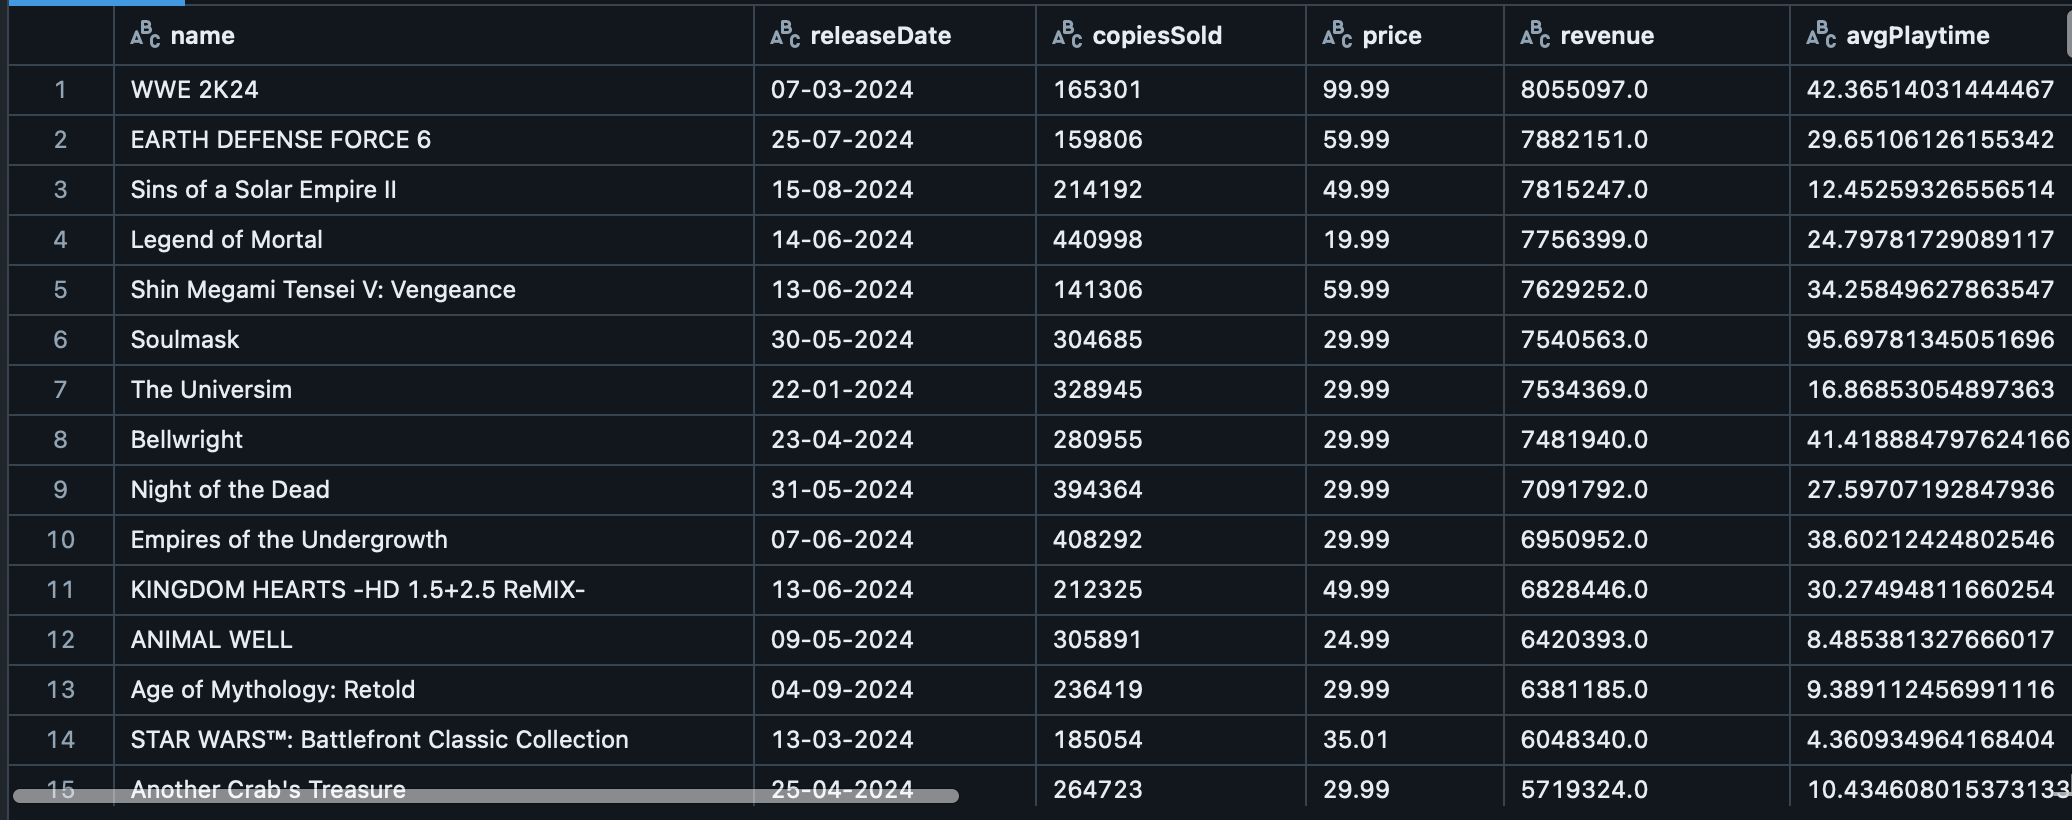 name releaseDate copiesSold price revenue avgPlaytime
1 WWE 2K24 07-03-2024 165301 99.99 8055097.0 42.36514031444467
2 EARTH DEFENSE FORCE 6 25-07-2024 159806 59.99 7882151.0 29.65106126155342
3 Sins of a Solar Empire II 15-08-2024 214192 49.99 7815247.0 12.45259326556514
4 Legend of Mortal 14-06-2024 440998 19.99 7756399.0 24.79781729089117
5 Shin Megami Tensei V: Vengeance 13-06-2024 141306 59.99 7629252.0 34.25849627863547
6 Soulmask 30-05-2024 304685 29.99 7540563.0 95.69781345051696
7 The Universim 22-01-2024 328945 29.99 7534369.0 16.86853054897363
8 Bellwright 23-04-2024 280955 29.99 7481940.0 41.418884797624166
9 Night of the Dead 31-05-2024 394364 29.99 7091792.0 27.59707192847936
10 Empires of the Undergrowth 07-06-2024 408292 29.99 6950952.0 38.60212424802546
11 KINGDOM HEARTS -HD 1.5+2.5 ReMIX- 13-06-2024 212325 49.99 6828446.0 30.27494811660254
12 ANIMAL WELL 09-05-2024 305891 24.99 6420393.0 8.485381327666017
13 Age of Mythology: Retold 04-09-2024 236419 29.99 6381185.0 9.389112456991116
14 STAR WARS™: Battlefront Classic Collection 13-03-2024 185054 35.01 6048340.0 4.360934964168404
15 Another Crab's Treasure 25-04-2024 264723 29.99 5719324.0 10.434608015373133